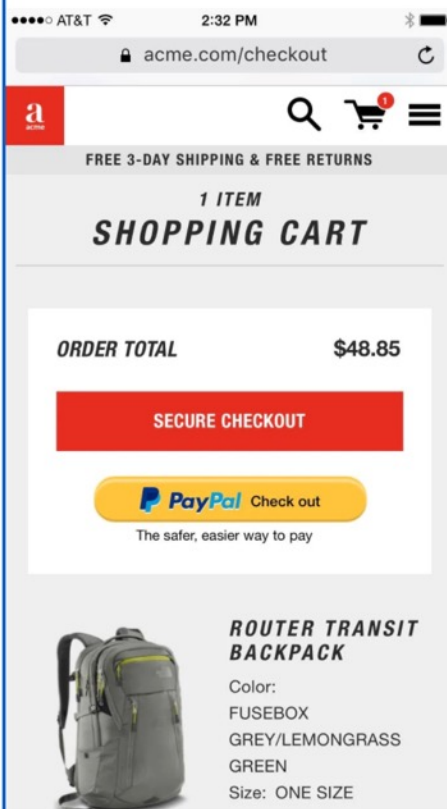 AT&T 2:32 PM
acme.com/checkout
a
acme
1
FREE 3-DAY SHIPPING & FREE RETURNS
1 ITEM
SHOPPING CART
ORDER TOTAL $48.85
SECURE CHECKOUT
PayPal Check out
The safer, easier way to pay
ROUTER TRANSIT
BACKPACK
Color:
FUSEBOX
GREY/LEMONGRASS
GREEN
Size: ONE SIZE